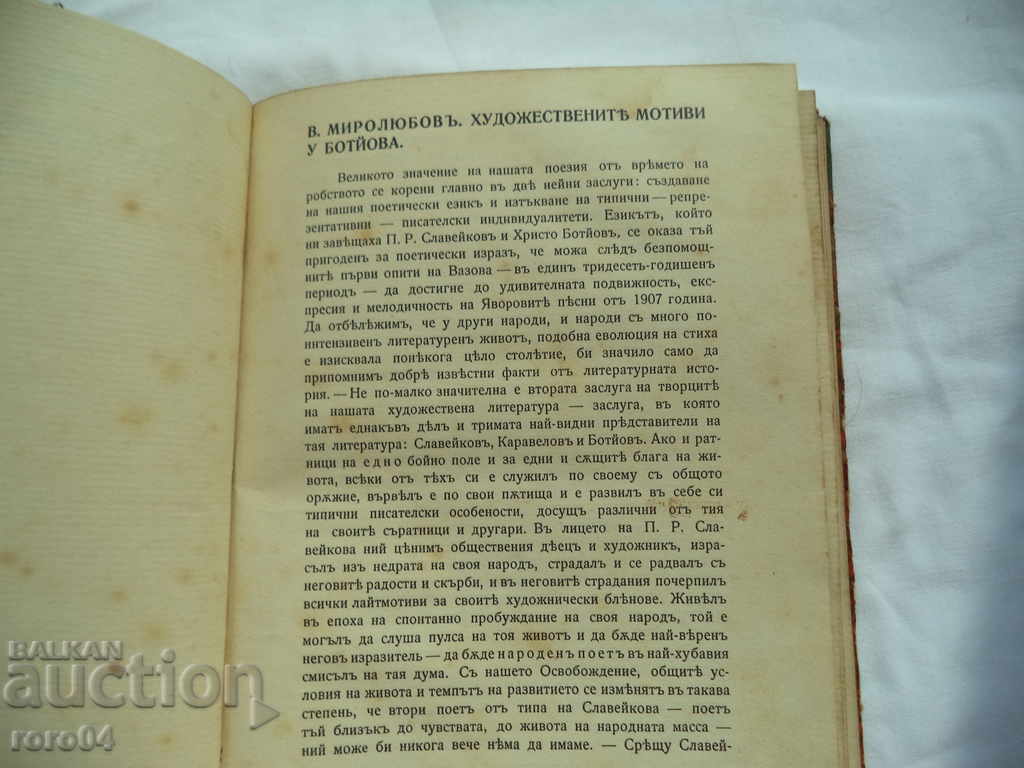 В. МИРОЛЮБОВЪ. ХУДОЖЕСТВЕНИТѢ МОТИВИ
У БОТЙОВА.
Великото значение на нашата поезия отъ врѣмето на
робството се корени главно въ двѣ нейни заслуги: създаване
на нашия поетически езикъ и изтъкване на типични — репре-
зентативни — писателски индивидуалитети. Езикътъ, който
ни завѣщаха П. Р. Славейковъ и Христо Ботйовъ, се оказа тъй
пригоденъ за поетически изразъ, че можа слѣдъ безпомощ-
нитѣ първи опити на Вазова — въ единъ тридесеть-годишенъ
периодъ — да достигне до удивителната подвижность, екс-
пресия и мелодичность на Яворовитѣ пѣсни отъ 1907 година.
Да отбѣлѣжимъ, че у други народи, и народи съ много по-
интензивенъ литературенъ животъ, подобна еволюция на стиха
е изисквала понѣкога цѣло столѣтие, би значило само да
припомнимъ добрѣ извѣстни факти отъ литературната исто-
рия. — Не по-малко значителна е втората заслуга на творцитѣ
на нашата художествена литература — заслуга, въ която
иматъ еднакъвъ дѣлъ и тримата най-видни прѣдставители на
тая литература: Славейковъ, Каравеловъ и Ботйовъ. Ако и рат-
ници на едно бойно поле и за едни и сѫщитѣ блага на жи-
вота, всѣки отъ тѣхъ си е служилъ по своему съ общото
орѫжие, вървѣлъ е по свои пѫтища и е развилъ въ себе си
типични писателски особености, досущъ различни отъ тия
на своитѣ съратници и другари. Въ лицето на П. Р. Сла-
вейкова ний цѣнимъ обществения дѣецъ и художникъ, изра-
сълъ изъ недрата на своя народъ, страдалъ и се радвалъ съ
неговитѣ радости и скърби, и въ неговитѣ страдания почерпилъ
всички лайтмотиви за своитѣ художнически блѣнове. Живѣлъ
въ епоха на спонтанно пробуждане на своя народъ, той е
могълъ да слуша пулса на тоя животъ и да бѫде най-вѣренъ
неговъ изразитель — да бѫде народенъ поетъ въ най-хубавия
смисълъ на тая дума. Съ нашето Освобождение, общитѣ ус-
ловия на живота и темпътъ на развитието се измѣнятъ въ такава
степень, че втори поетъ отъ типа на Славейкова — поетъ
тъй близъкъ до чувствата, до живота на народната масса —
ний може би никога вече нѣма да имаме. — Срѣщу Славей-
BALKAN
auction
roro04